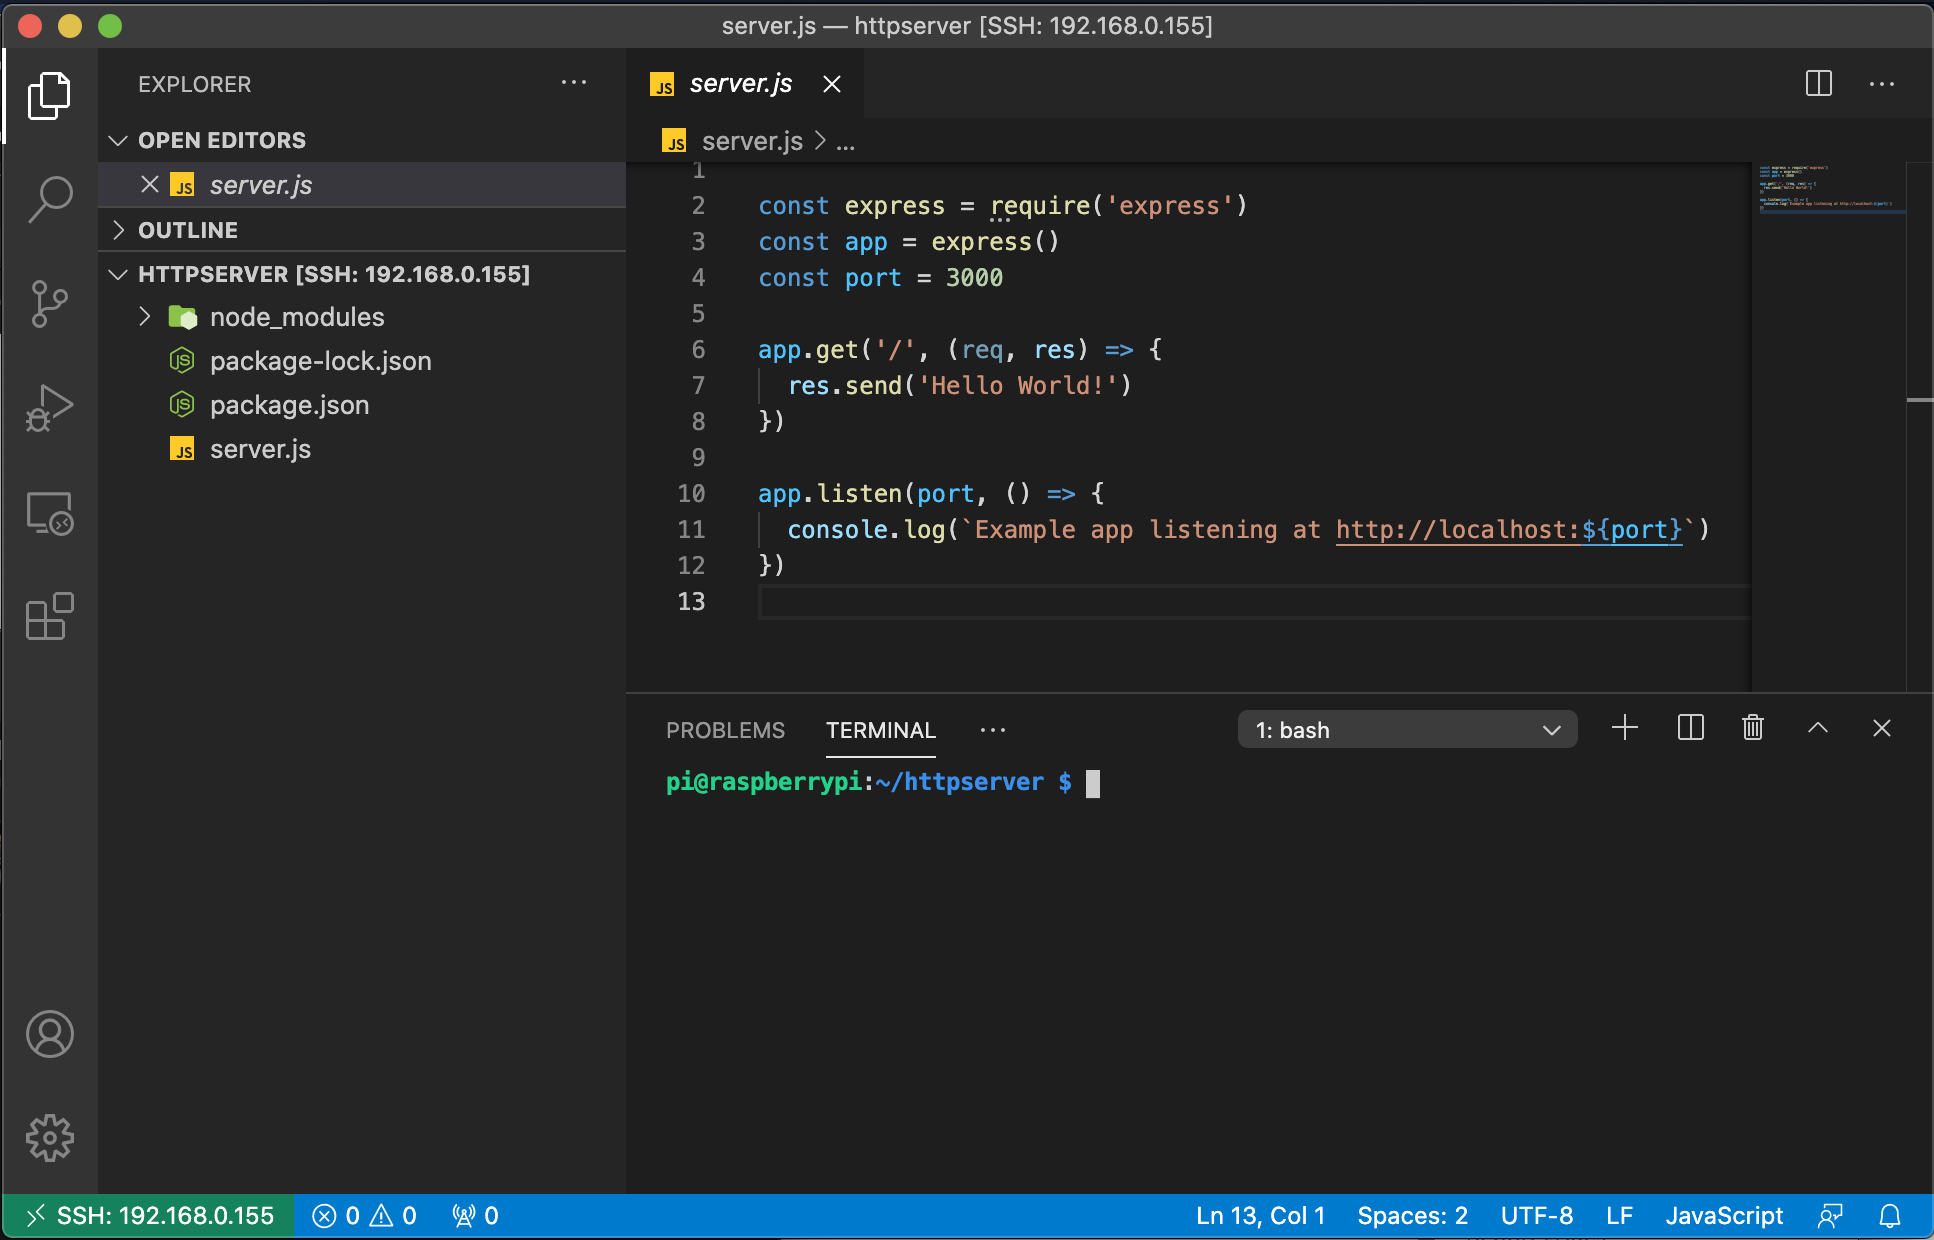 server.js — httpserver [SSH: 192.168.0.155]
EXPLORER
OPEN EDITORS
JS server.js
OUTLINE
HTTPSERVER [SSH: 192.168.0.155]
node_modules
JS package-lock.json
JS package.json
JS server.js
JS server.js
JS server.js > ...
1
2 const express = require('express')
3 const app = express()
4 const port = 3000
5
6 app.get('/', (req, res) => {
7 res.send('Hello World!')
8 })
9
10 app.listen(port, () => {
11 console.log(`Example app listening at http://localhost:${port}`)
12 })
13
PROBLEMS TERMINAL ... 1: bash
pi@raspberrypi:~/httpserver $
SSH: 192.168.0.155 0 0 0 Ln 13, Col 1 Spaces: 2 UTF-8 LF JavaScript